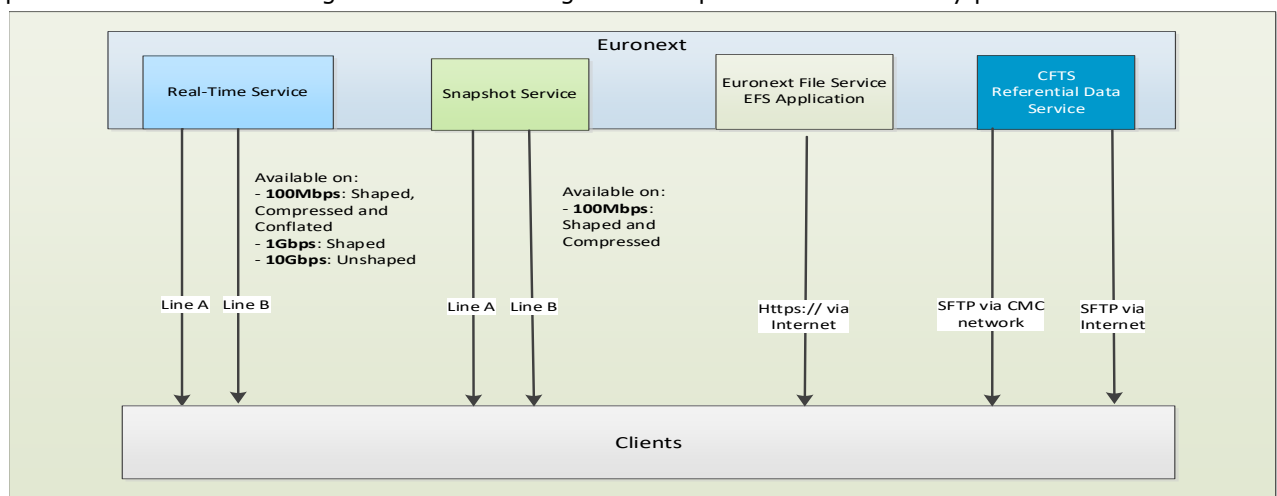 Euronext
Real-Time Service
Snapshot Service
Euronext File Service
EFS Application
CFTS
Referential Data
Service
Available on:
- 100Mbps: Shaped,
Compressed and
Conflated
- 1Gbps: Shaped
- 10Gbps: Unshaped
Available on:
- 100Mbps:
Shaped and
Compressed
Line A
Line B
Line A
Line B
Https:// via
Internet
SFTP via CMC
network
SFTP via
Internet
Clients